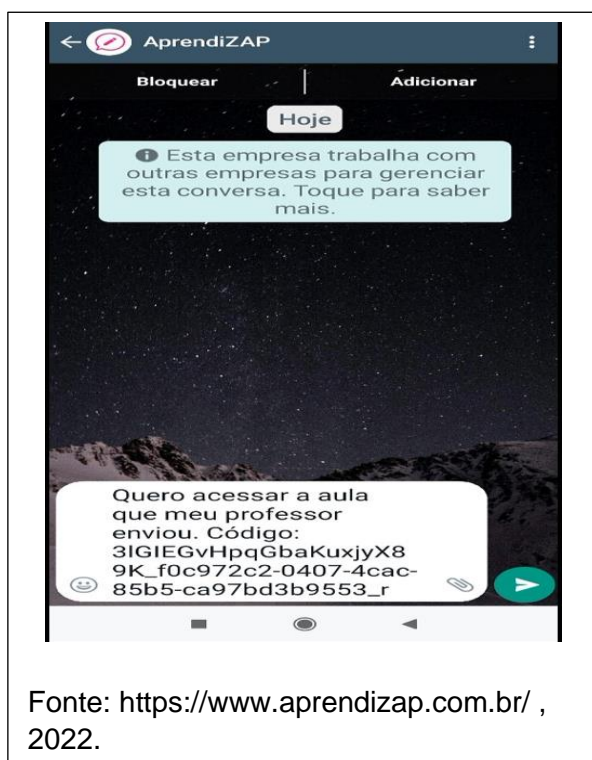 AprendiZAP
Bloquear | Adicionar
Hoje
Esta empresa trabalha com
outras empresas para gerenciar
esta conversa. Toque para saber
mais.
Quero acessar a aula
que meu professor
enviou. Código:
3lGIEGvHpqGbaKuxjyX8
9K_f0c972c2-0407-4cac-
85b5-ca97bd3b9553_r
Fonte: https://www.aprendizap.com.br/ ,
2022.